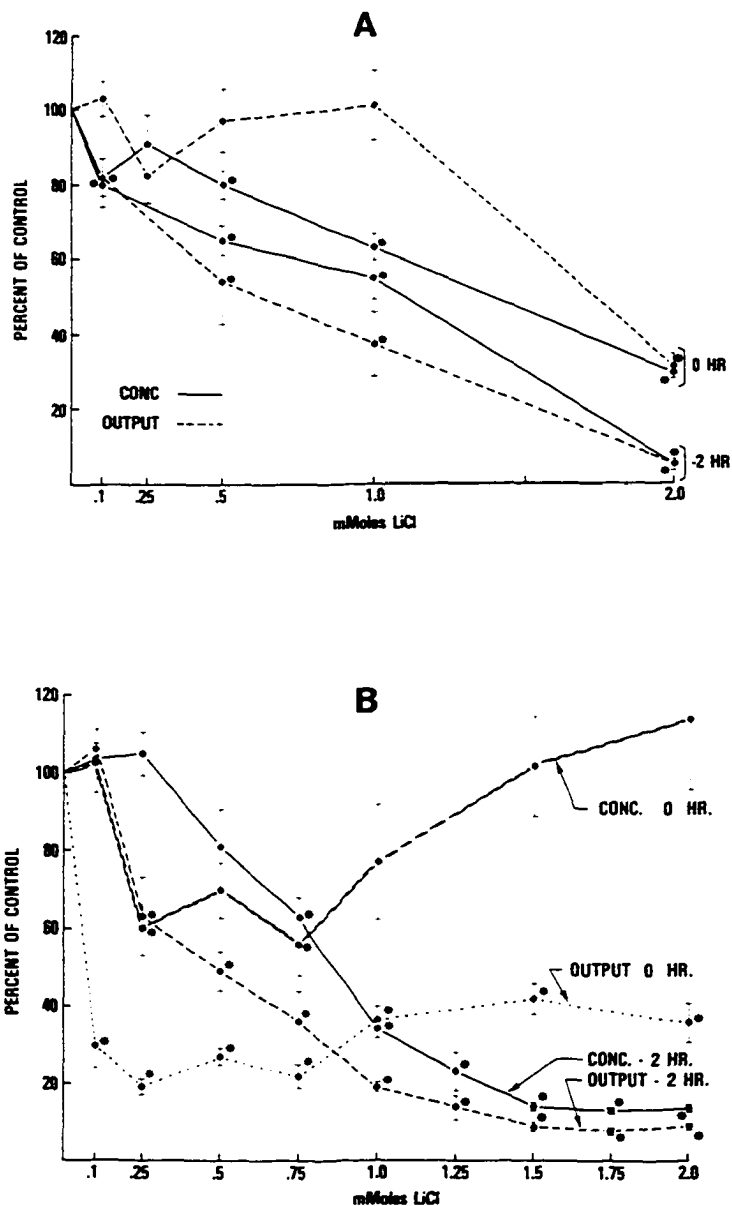 A
120
100
80
60
40
20
PERCENT OF CONTROL
CONC
OUTPUT
0 HR
-2 HR
.1 .25 .5 1.0 2.0
mMoles LiCl
B
120
100
80
60
40
20
PERCENT OF CONTROL
CONC. 0 HR.
OUTPUT 0 HR.
CONC. - 2 HR.
OUTPUT - 2 HR.
.1 .25 .5 .75 1.0 1.25 1.5 1.75 2.0
mMoles LiCl